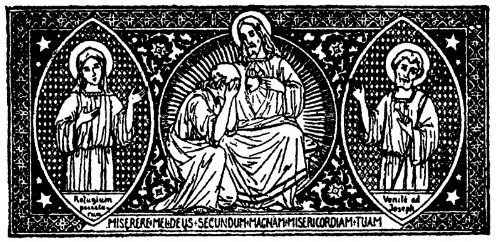 Refugium
peccato-
rum
Venite ad
Joseph
MISERERE MEI DEUS SECUNDUM MAGNAM MISERICORDIAM TUAM